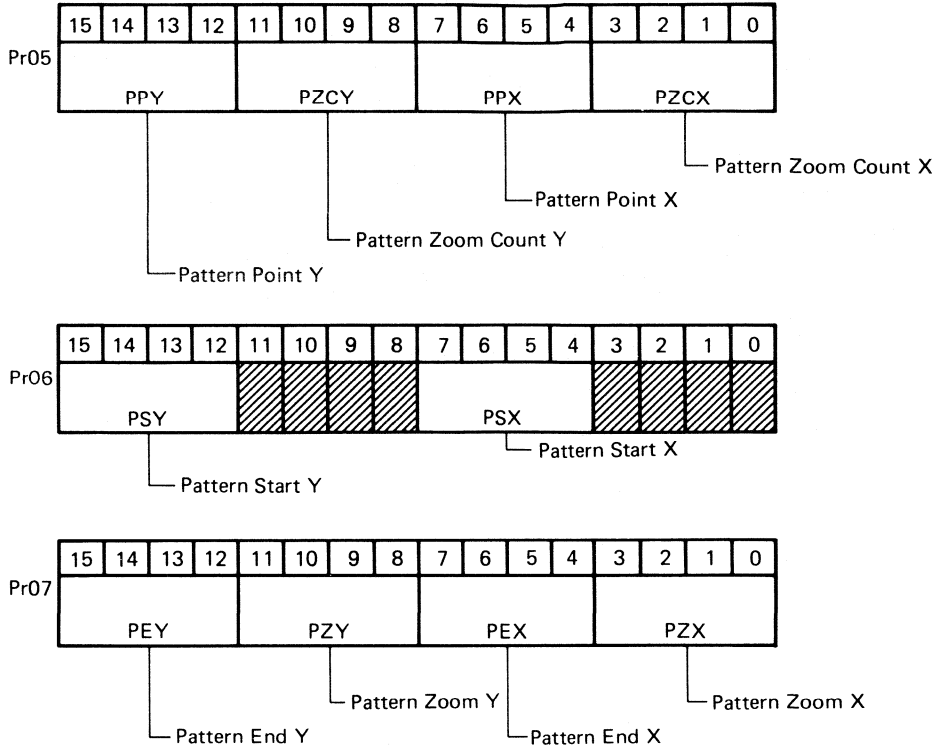 15 14 13 12 11 10 9 8 7 6 5 4 3 2 1 0
Pr05
PPY PZCY PPX PZCX
Pattern Zoom Count X
Pattern Point X
Pattern Zoom Count Y
Pattern Point Y
15 14 13 12 11 10 9 8 7 6 5 4 3 2 1 0
Pr06
PSY PSX
Pattern Start X
Pattern Start Y
15 14 13 12 11 10 9 8 7 6 5 4 3 2 1 0
Pr07
PEY PZY PEX PZX
Pattern Zoom Y Pattern Zoom X
Pattern End Y Pattern End X